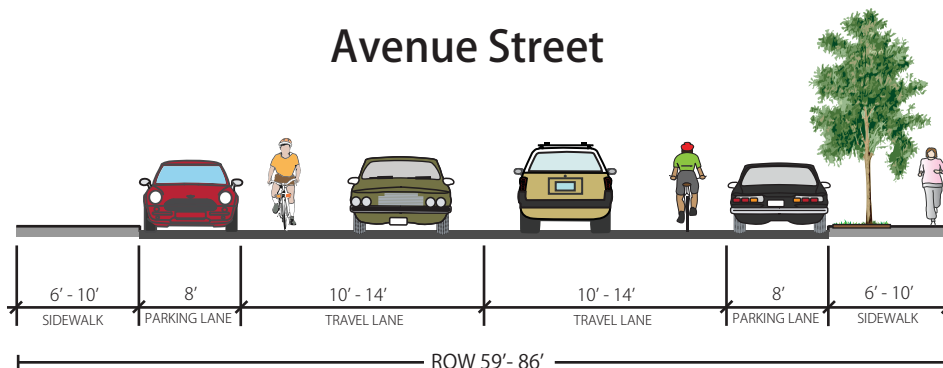 Avenue Street
6’ - 10’ 8’ 10’ - 14’ 10’ - 14’ 8’ 6’ - 10’
SIDEWALK PARKING LANE TRAVEL LANE TRAVEL LANE PARKING LANE SIDEWALK
ROW 59’- 86’